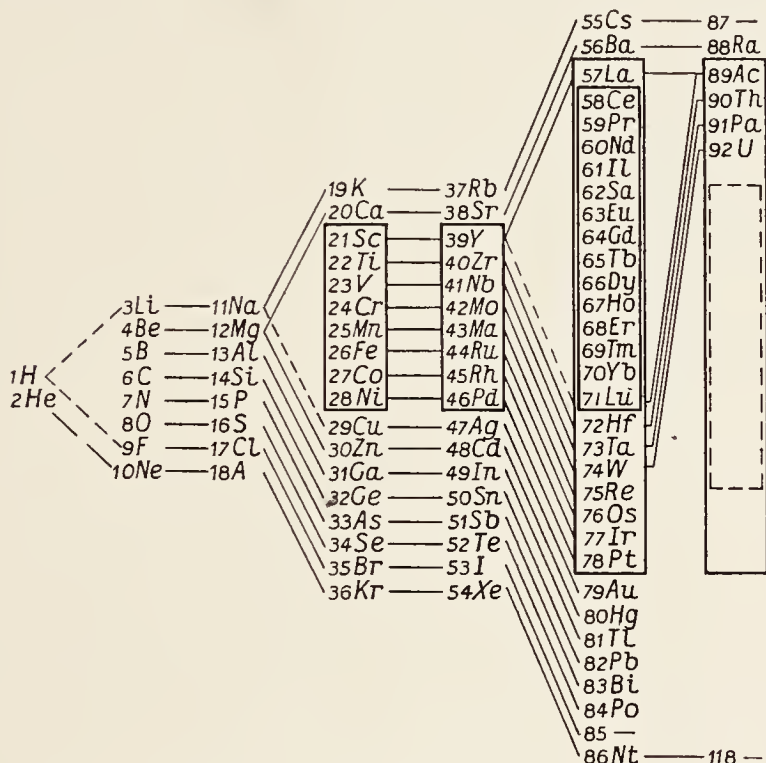 1H
2He
3Li
4Be
5B
6C
7N
8O
9F
10Ne
11Na
12Mg
13Al
14Si
15P
16S
17Cl
18A
19K
20Ca
21Sc
22Ti
23V
24Cr
25Mn
26Fe
27Co
28Ni
29Cu
30Zn
31Ga
32Ge
33As
34Se
35Br
36Kr
37Rb
38Sr
39Y
40Zr
41Nb
42Mo
43Ma
44Ru
45Rh
46Pd
47Ag
48Cd
49In
50Sn
51Sb
52Te
53I
54Xe
55Cs
56Ba
57La
58Ce
59Pr
60Nd
61Il
62Sa
63Eu
64Gd
65Tb
66Dy
67Ho
68Er
69Tm
70Yb
71Lu
72Hf
73Ta
74W
75Re
76Os
77Ir
78Pt
79Au
80Hg
81Tl
82Pb
83Bi
84Po
85 —
86Nt
87 —
88Ra
89Ac
90Th
91Pa
92U
118 —